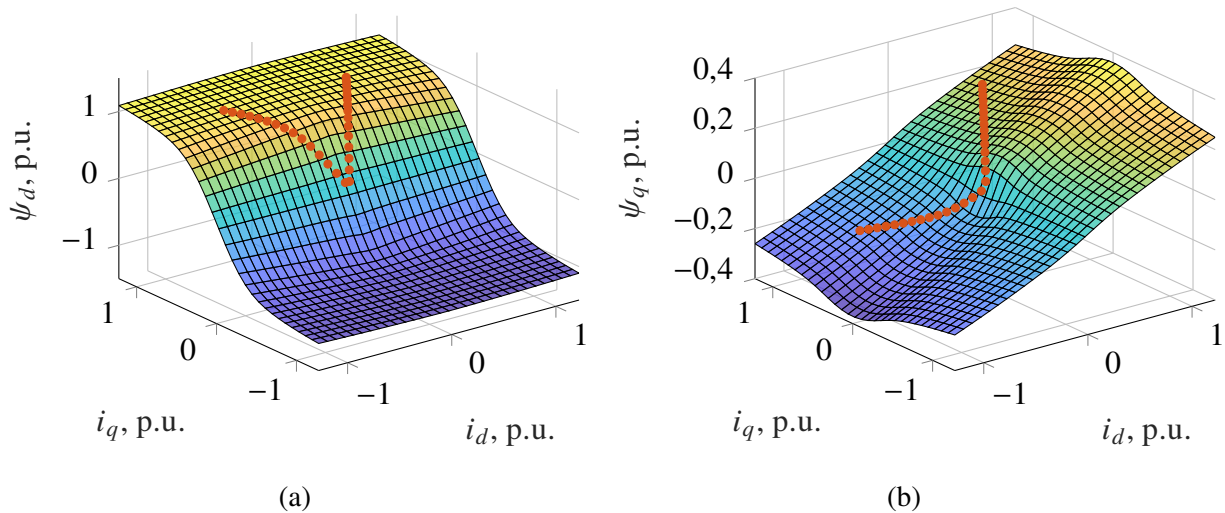 ψd, p.u.
1
0
−1
1
0
−1
−1
0
1
iq, p.u.
id, p.u.
(a)
ψq, p.u.
0,4
0,2
0
−0,2
−0,4
1
0
−1
−1
0
1
iq, p.u.
id, p.u.
(b)